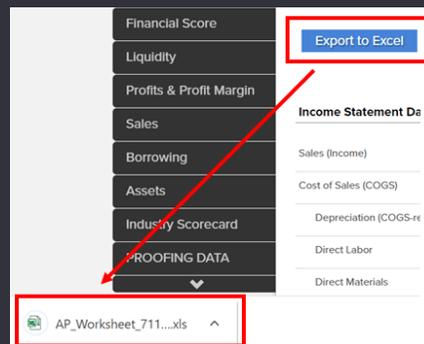 Financial Score
Liquidity
Profits & Profit Margin
Sales
Borrowing
Assets
Industry Scorecard
PROOFING DATA
Export to Excel
Income Statement Da
Sales (Income)
Cost of Sales (COGS)
Depreciation (COGS-re
Direct Labor
Direct Materials
AP_Worksheet_711....xls